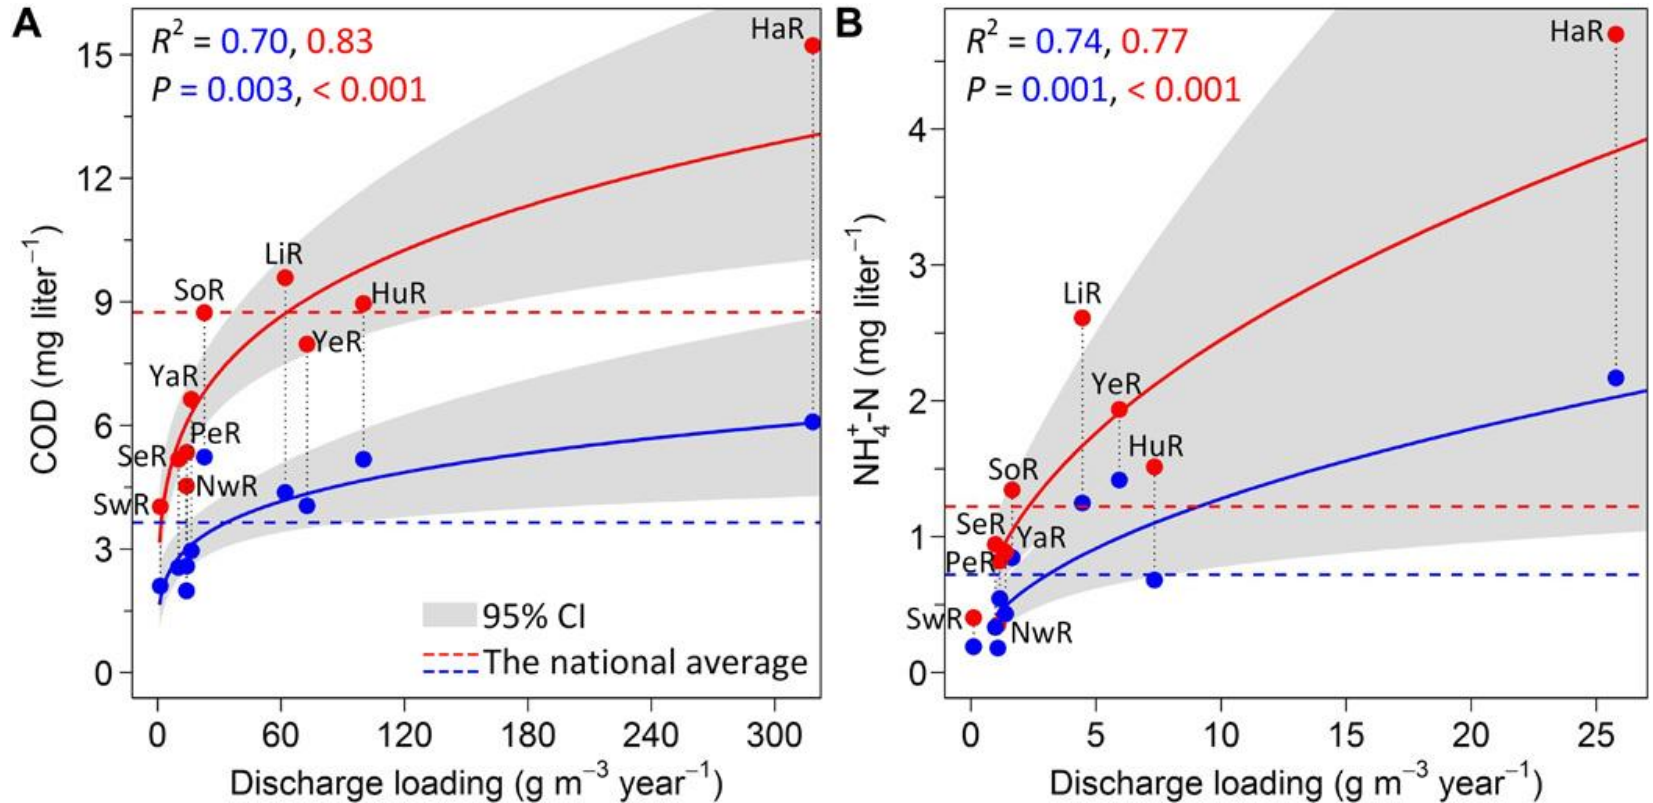 A
R² = 0.70, 0.83
P = 0.003, < 0.001
HaR
LiR
SoR
HuR
YeR
YaR
PeR
SeR
NwR
SwR
95% CI
The national average
15
12
9
6
3
0
COD (mg liter⁻¹)
0 60 120 180 240 300
Discharge loading (g m⁻³ year⁻¹)
B
R² = 0.74, 0.77
P = 0.001, < 0.001
HaR
LiR
YeR
HuR
SoR
SeR
YaR
PeR
SwR
NwR
4
3
2
1
0
NH₄⁺-N (mg liter⁻¹)
0 5 10 15 20 25
Discharge loading (g m⁻³ year⁻¹)